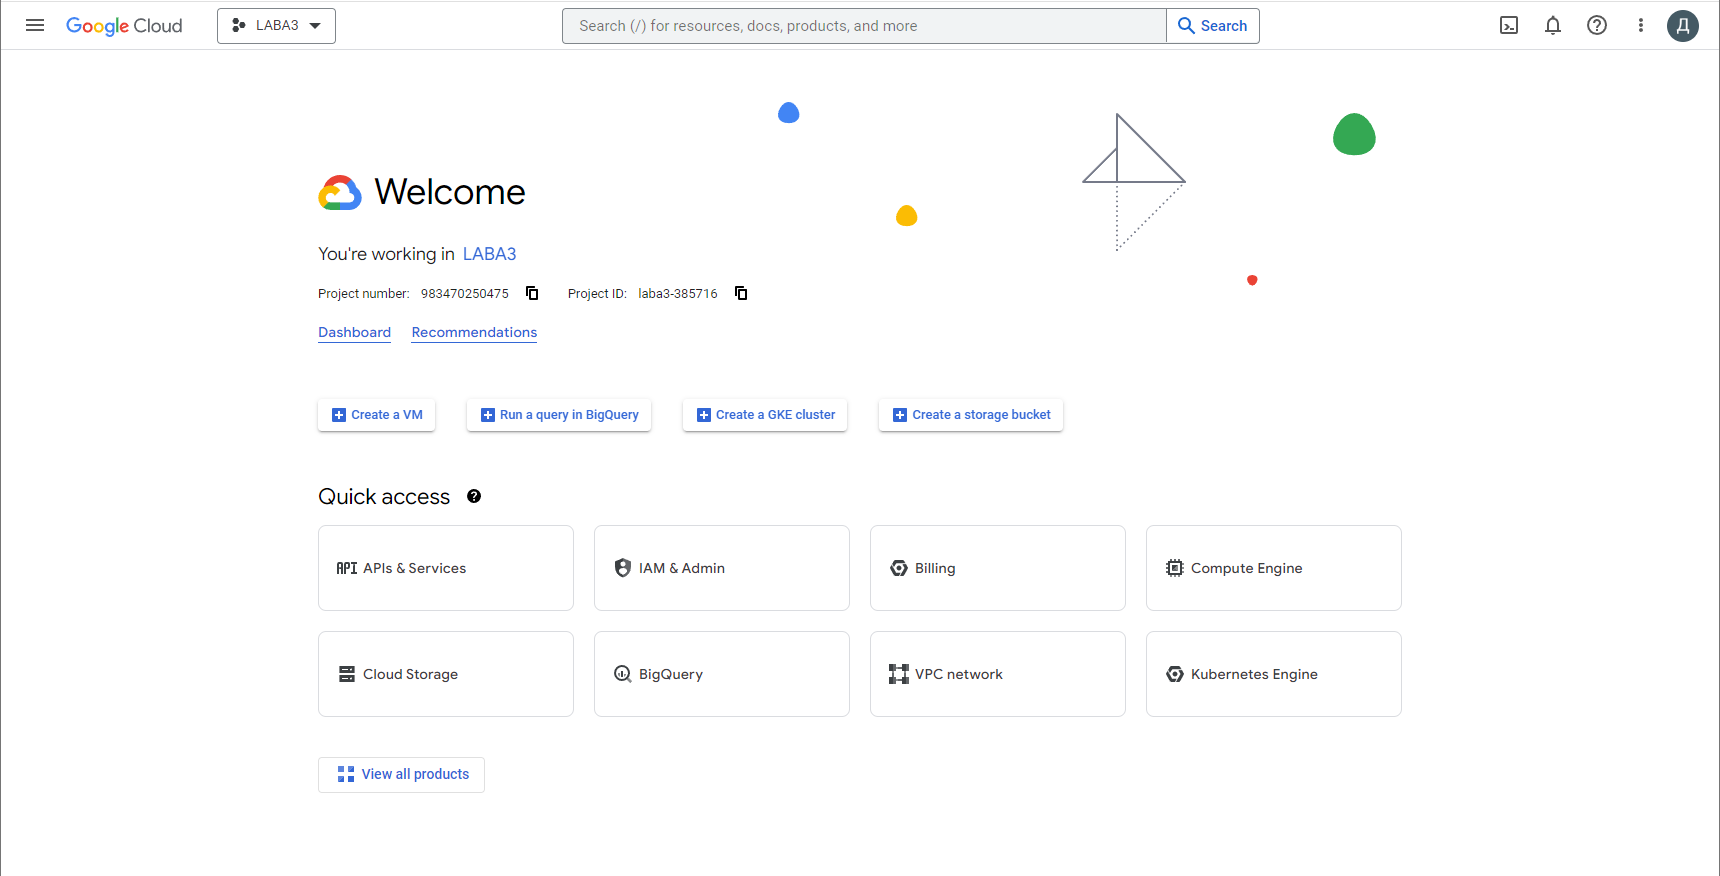 Google Cloud LABA3 Search (/) for resources, docs, products, and more Search Д
Welcome
You're working in LABA3
Project number: 983470250475 Project ID: laba3-385716
Dashboard Recommendations
Create a VM Run a query in BigQuery Create a GKE cluster Create a storage bucket
Quick access
API APIs & Services IAM & Admin Billing Compute Engine
Cloud Storage BigQuery VPC network Kubernetes Engine
View all products